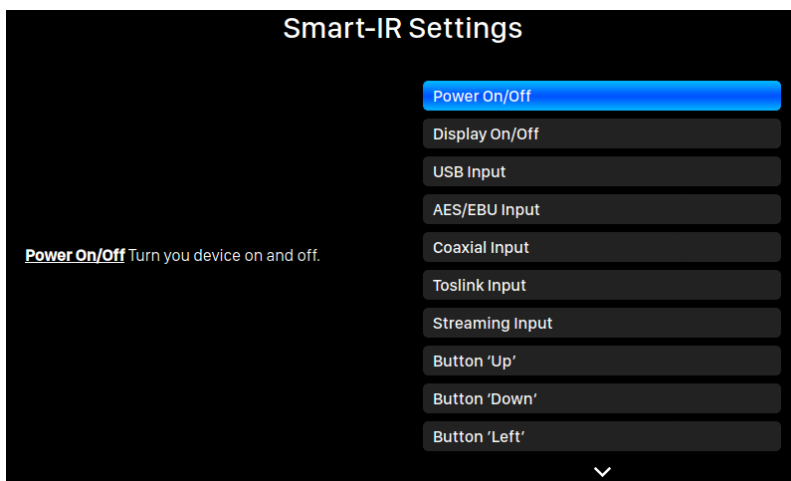 Smart-IR Settings
Power On/Off
Display On/Off
USB Input
AES/EBU Input
Power On/Off Turn you device on and off.
Coaxial Input
Toslink Input
Streaming Input
Button ‘Up’
Button ‘Down’
Button ‘Left’